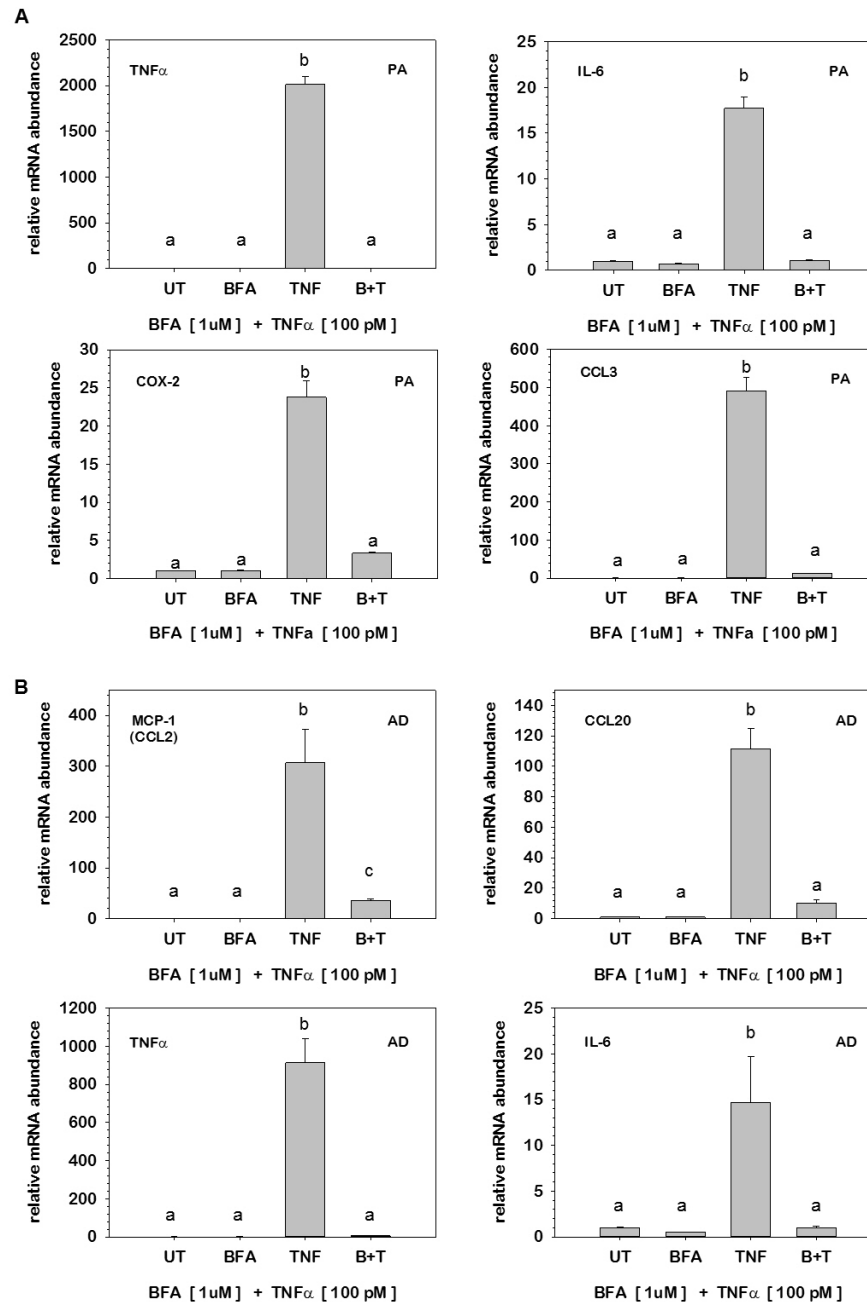 A
relative mRNA abundance
2500
2000
1500
1000
500
0
TNFα
PA
a
a
b
a
UT BFA TNF B+T
BFA [ 1uM ] + TNFα [ 100 pM ]
relative mRNA abundance
25
20
15
10
5
0
IL-6
PA
a
a
b
a
UT BFA TNF B+T
BFA [ 1uM ] + TNFα [ 100 pM ]
relative mRNA abundance
30
25
20
15
10
5
0
COX-2
PA
a
a
b
a
UT BFA TNF B+T
BFA [ 1uM ] + TNFa [ 100 pM ]
relative mRNA abundance
600
500
400
300
200
100
0
CCL3
PA
a
a
b
a
UT BFA TNF B+T
BFA [ 1uM ] + TNFa [ 100 pM ]
B
relative mRNA abundance
400
300
200
100
0
MCP-1
(CCL2)
AD
a
a
b
c
UT BFA TNF B+T
BFA [ 1uM ] + TNFα [ 100 pM ]
relative mRNA abundance
140
120
100
80
60
40
20
0
CCL20
AD
a
a
b
a
UT BFA TNF B+T
BFA [ 1uM ] + TNFα [ 100 pM ]
relative mRNA abundance
1200
1000
800
600
400
200
0
TNFα
AD
a
a
b
a
UT BFA TNF B+T
BFA [ 1uM ] + TNFα [ 100 pM ]
relative mRNA abundance
25
20
15
10
5
0
IL-6
AD
a
a
b
a
UT BFA TNF B+T
BFA [ 1uM ] + TNFα [ 100 pM ]